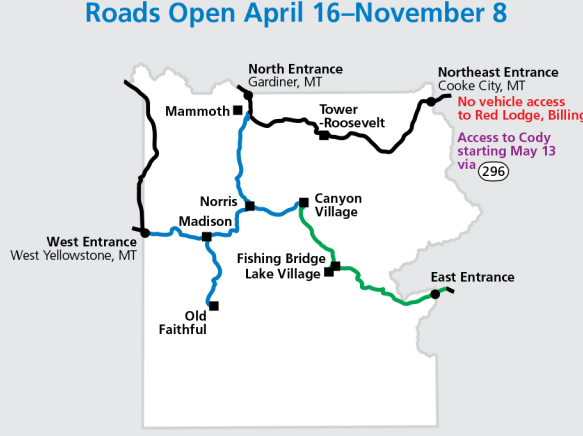 Roads Open April 16–November 8
North Entrance
Gardiner, MT
Northeast Entrance
Cooke City, MT
No vehicle access
to Red Lodge, Billing
Mammoth
Tower
-Roosevelt
Access to Cody
starting May 13
via 296
Norris
Canyon
Village
Madison
West Entrance
West Yellowstone, MT
Fishing Bridge
Lake Village
East Entrance
Old
Faithful